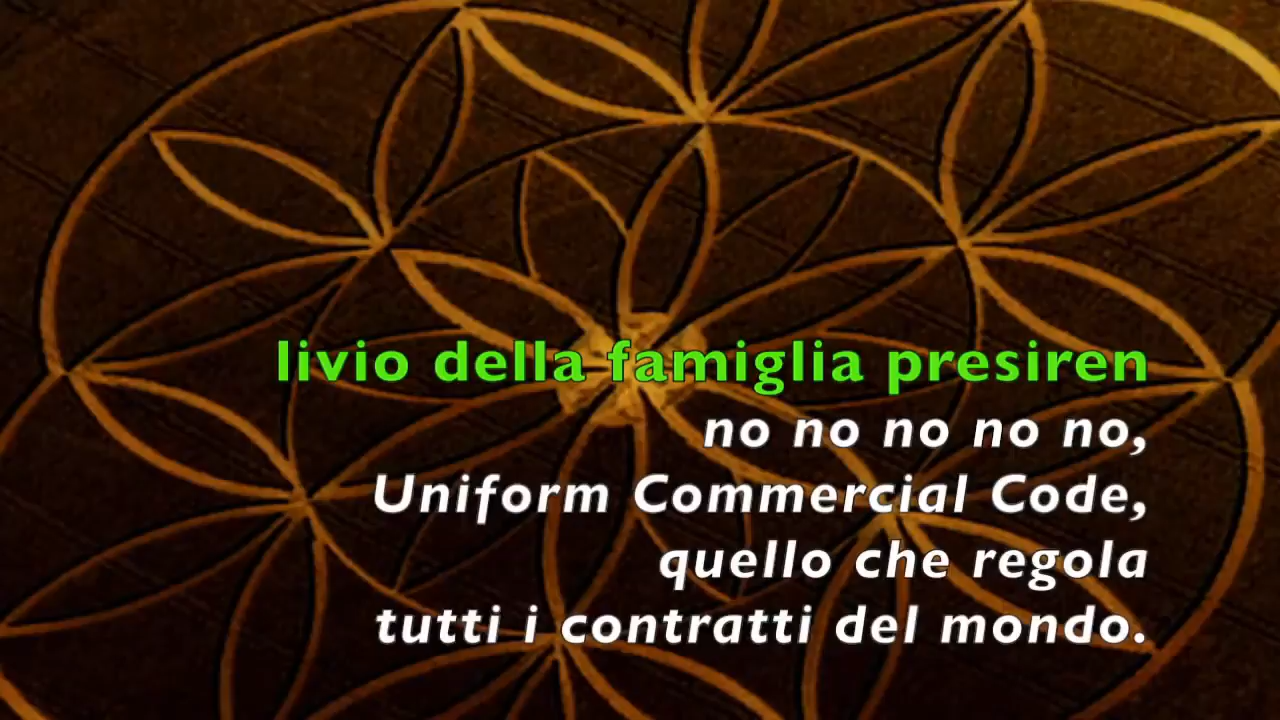 livio della famiglia presiren
no no no no no,
Uniform Commercial Code,
quello che regola
tutti i contratti del mondo.